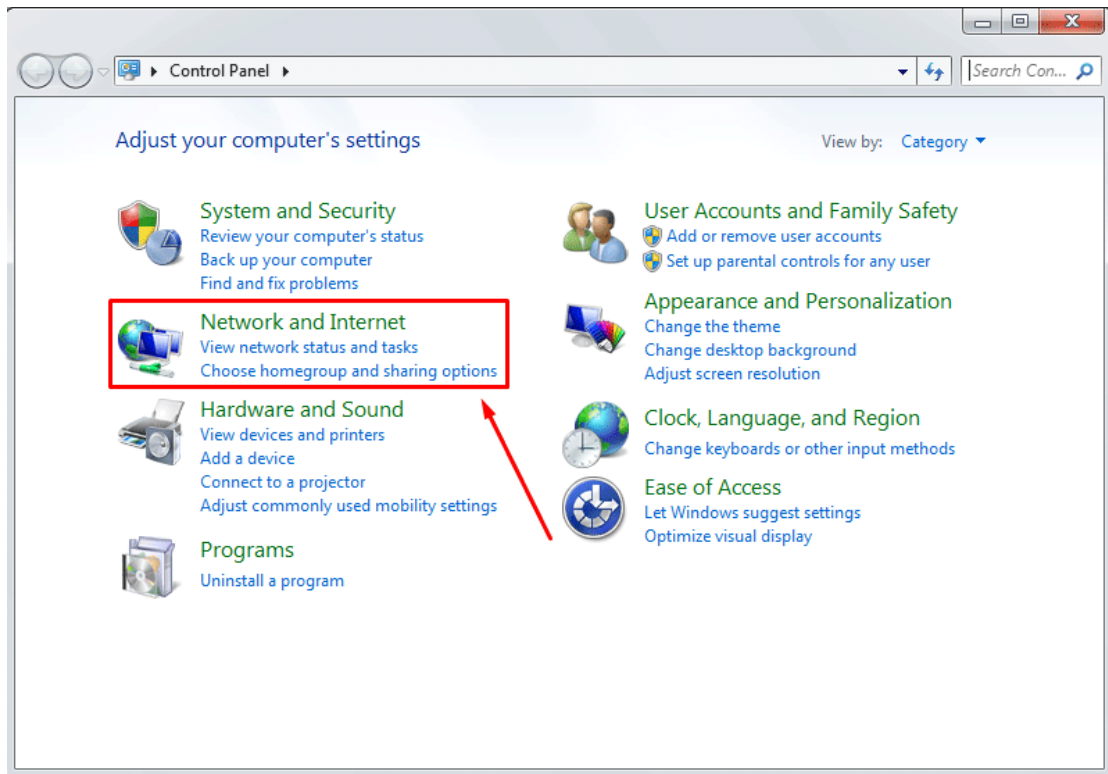 Control Panel
Search Con...
Adjust your computer's settings
View by: Category
System and Security
Review your computer's status
Back up your computer
Find and fix problems
Network and Internet
View network status and tasks
Choose homegroup and sharing options
Hardware and Sound
View devices and printers
Add a device
Connect to a projector
Adjust commonly used mobility settings
Programs
Uninstall a program
User Accounts and Family Safety
Add or remove user accounts
Set up parental controls for any user
Appearance and Personalization
Change the theme
Change desktop background
Adjust screen resolution
Clock, Language, and Region
Change keyboards or other input methods
Ease of Access
Let Windows suggest settings
Optimize visual display